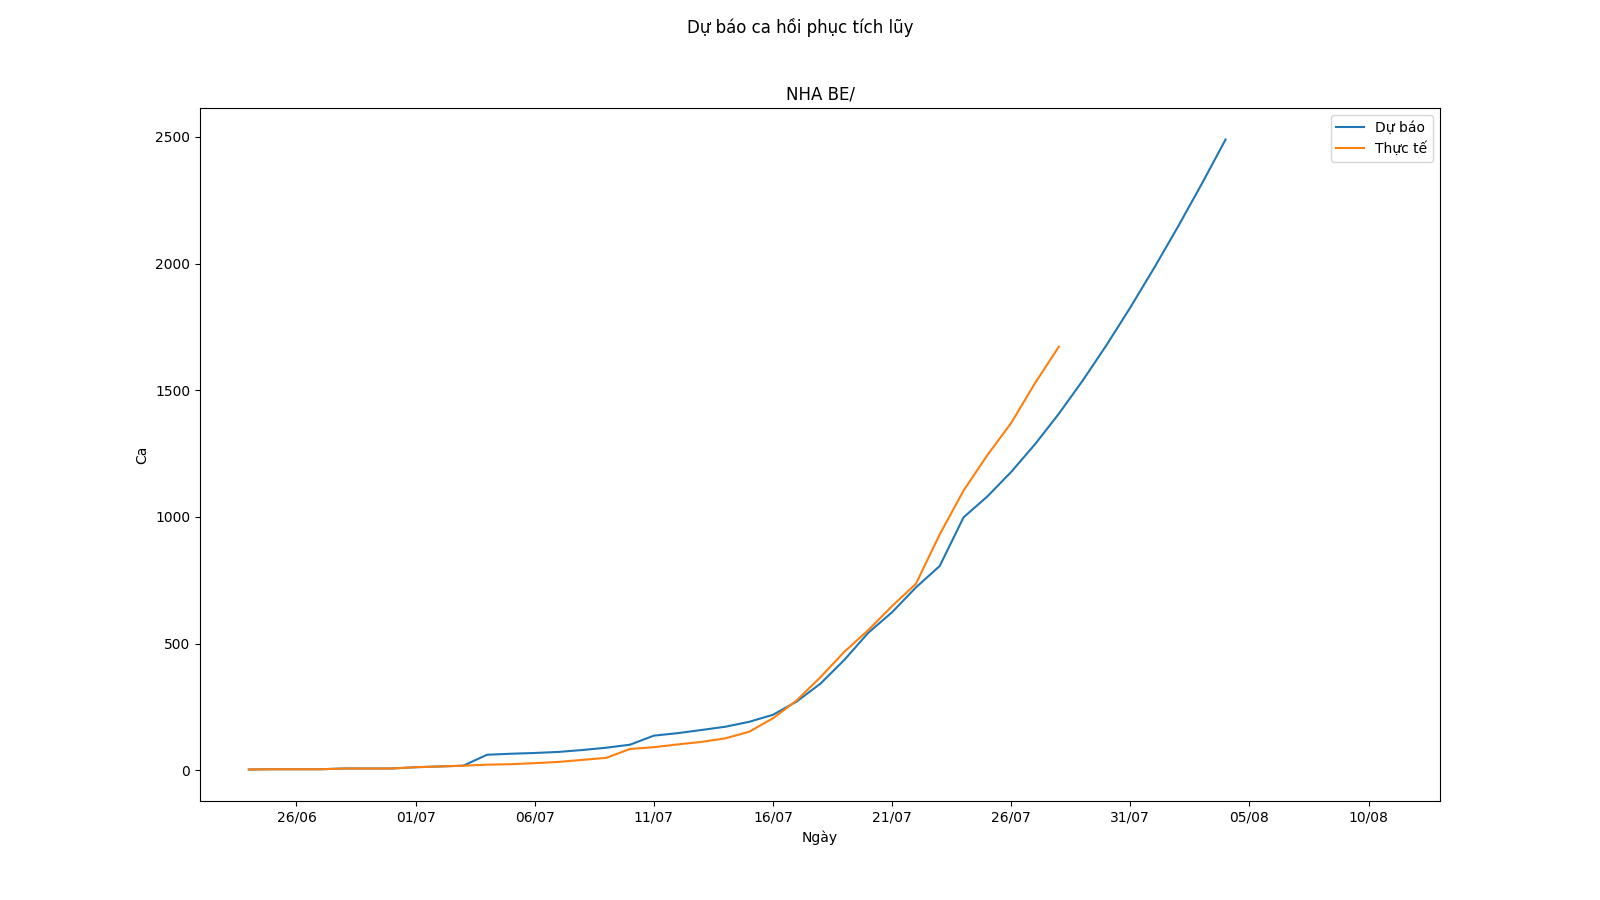 Dự báo ca hồi phục tích lũy
NHA BE/
Dự báo
Thực tế
2500
2000
1500
1000
500
0
Ca
26/06 01/07 06/07 11/07 16/07 21/07 26/07 31/07 05/08 10/08
Ngày